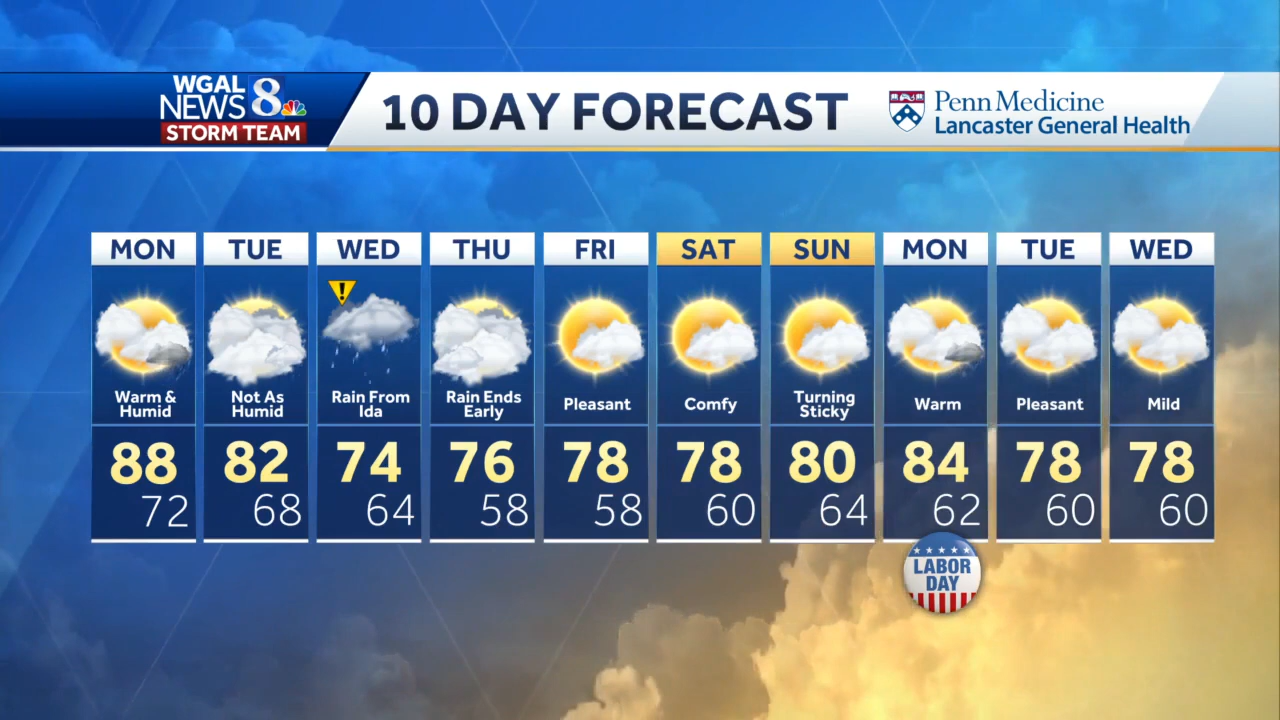 WGAL
NEWS 8
STORM TEAM
10 DAY FORECAST
Penn Medicine
Lancaster General Health
MON TUE WED THU FRI SAT SUN MON TUE WED
!
Warm &
Humid
Not As
Humid
Rain From
Ida
Rain Ends
Early
Pleasant
Comfy
Turning
Sticky
Warm
Pleasant
Mild
88 82 74 76 78 78 80 84 78 78
72 68 64 58 58 60 64 62 60 60
LABOR
DAY